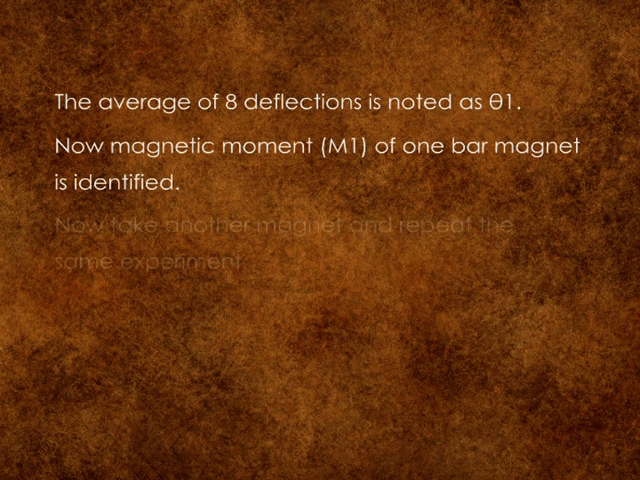 The average of 8 deflections is noted as θ1.
Now magnetic moment (M1) of one bar magnet
is identified.
Now take another magnet and repeat the
same experiment.